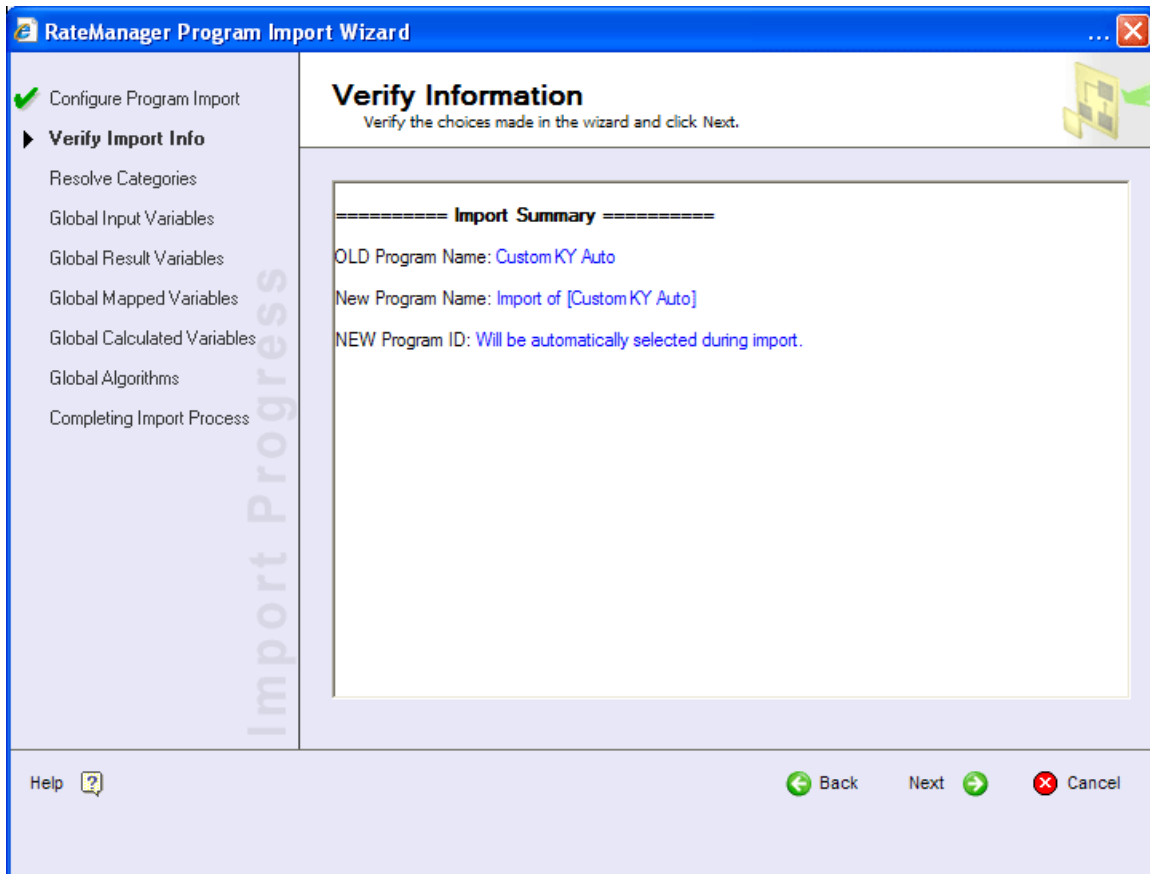 RateManager Program Import Wizard ...
Configure Program Import
Verify Import Info
Resolve Categories
Global Input Variables
Global Result Variables
Global Mapped Variables
Global Calculated Variables
Global Algorithms
Completing Import Process
Import Progress
Verify Information
Verify the choices made in the wizard and click Next.
========== Import Summary ==========
OLD Program Name: Custom KY Auto
New Program Name: Import of [Custom KY Auto]
NEW Program ID: Will be automatically selected during import.
Help ?
Back Next Cancel